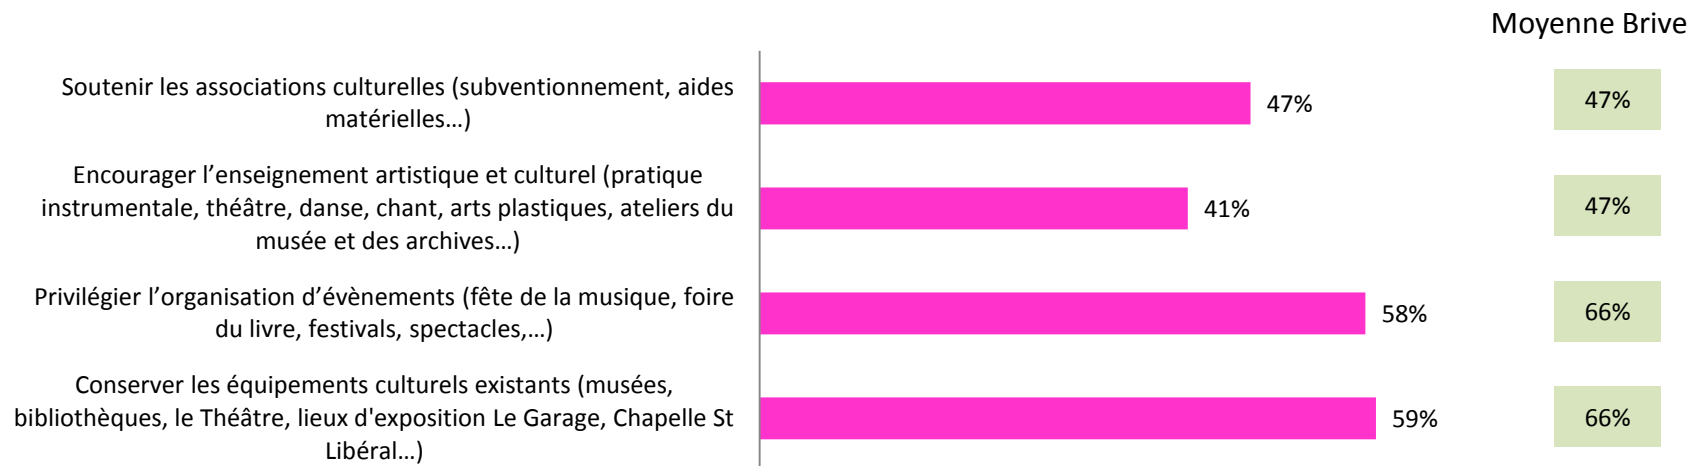 Moyenne Brive
Soutenir les associations culturelles (subventionnement, aides
matérielles…)
47%
47%
Encourager l’enseignement artistique et culturel (pratique
instrumentale, théâtre, danse, chant, arts plastiques, ateliers du
musée et des archives…)
41%
47%
Privilégier l’organisation d’évènements (fête de la musique, foire
du livre, festivals, spectacles,…)
58%
66%
Conserver les équipements culturels existants (musées,
bibliothèques, le Théâtre, lieux d'exposition Le Garage, Chapelle St
Libéral…)
59%
66%